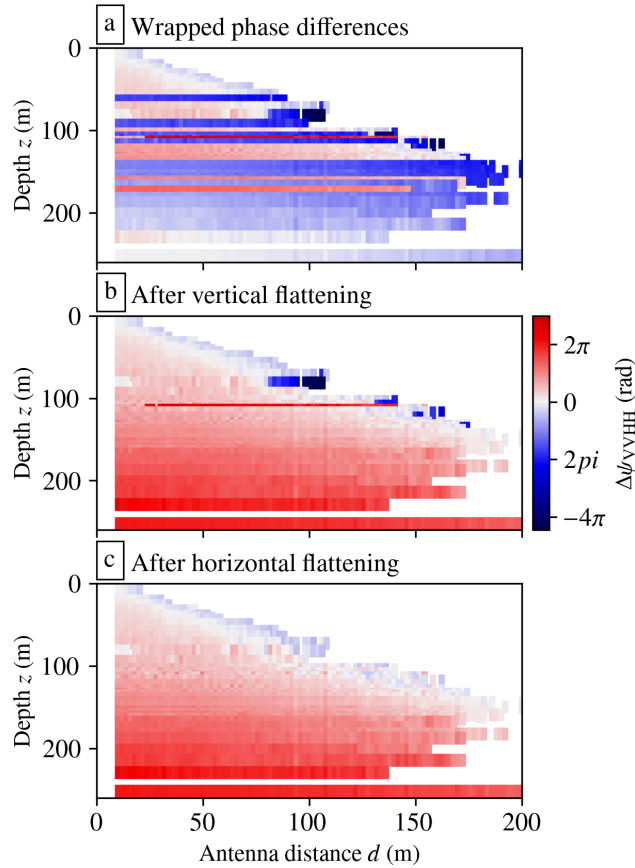 a Wrapped phase differences
0
100
200
Depth z (m)
b After vertical flattening
0
100
200
Depth z (m)
2π
0
2pi
−4π
ΔψVVHH (rad)
c After horizontal flattening
0
100
200
Depth z (m)
0 50 100 150 200
Antenna distance d (m)